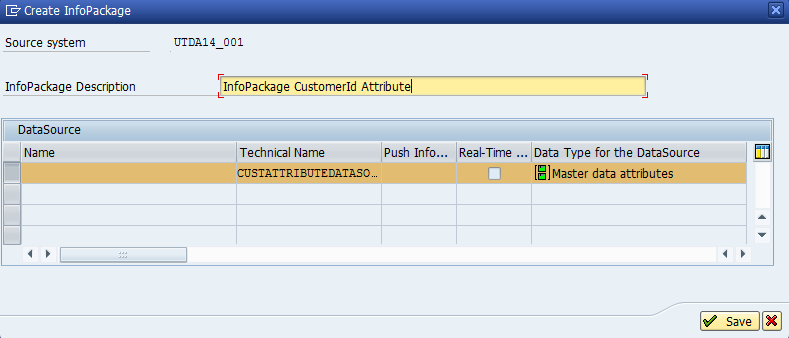 Create InfoPackage
Source system UTDA14_001
InfoPackage Description InfoPackage CustomerId Attribute
DataSource
Name Technical Name Push Info... Real-Time ... Data Type for the DataSource
CUSTATTRIBUTEDATASO... Master data attributes
Save